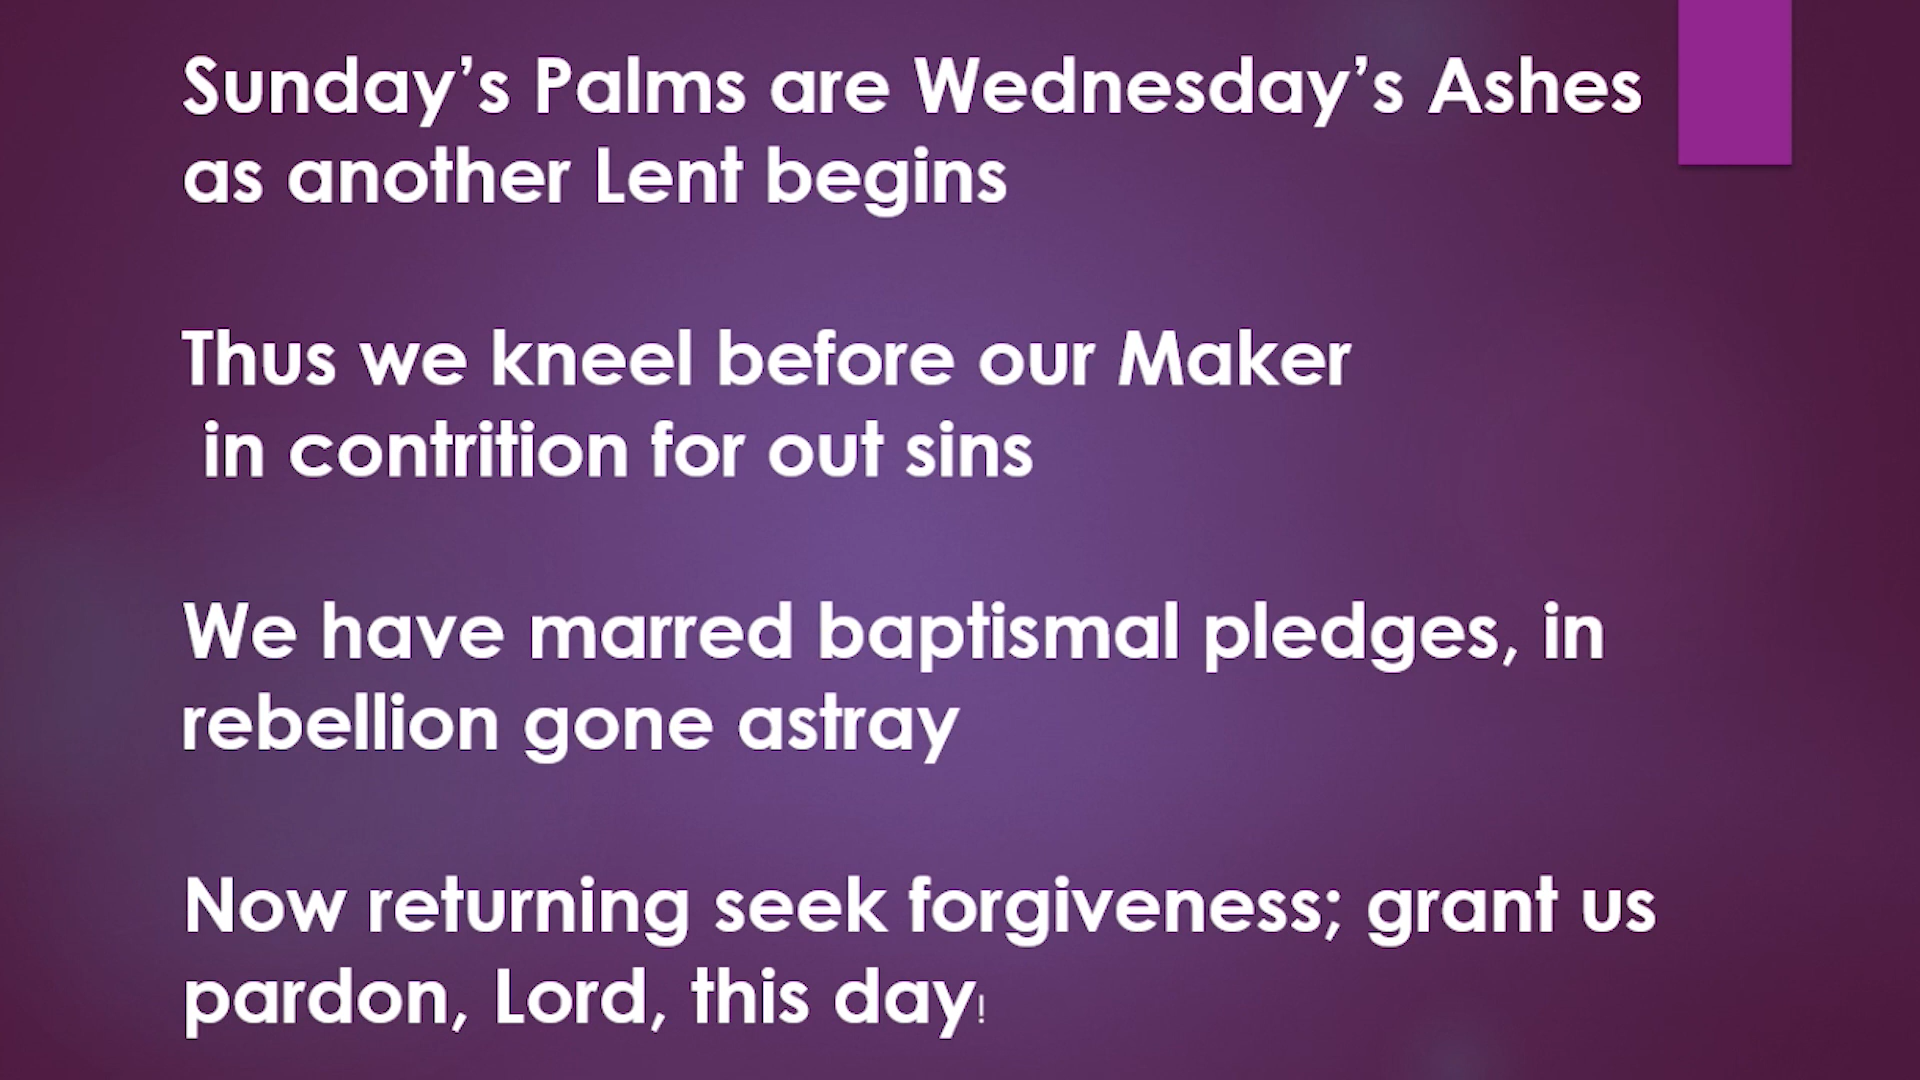 Sunday’s Palms are Wednesday’s Ashes
as another Lent begins
Thus we kneel before our Maker
in contrition for out sins
We have marred baptismal pledges, in
rebellion gone astray
Now returning seek forgiveness; grant us
pardon, Lord, this day!